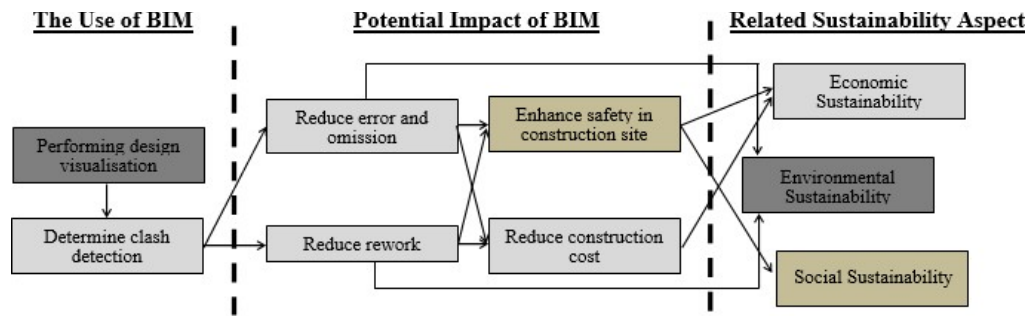 The Use of BIM
Potential Impact of BIM
Related Sustainability Aspect
Performing design
visualisation
Determine clash
detection
Reduce error and
omission
Reduce rework
Enhance safety in
construction site
Reduce construction
cost
Economic
Sustainability
Environmental
Sustainability
Social Sustainability